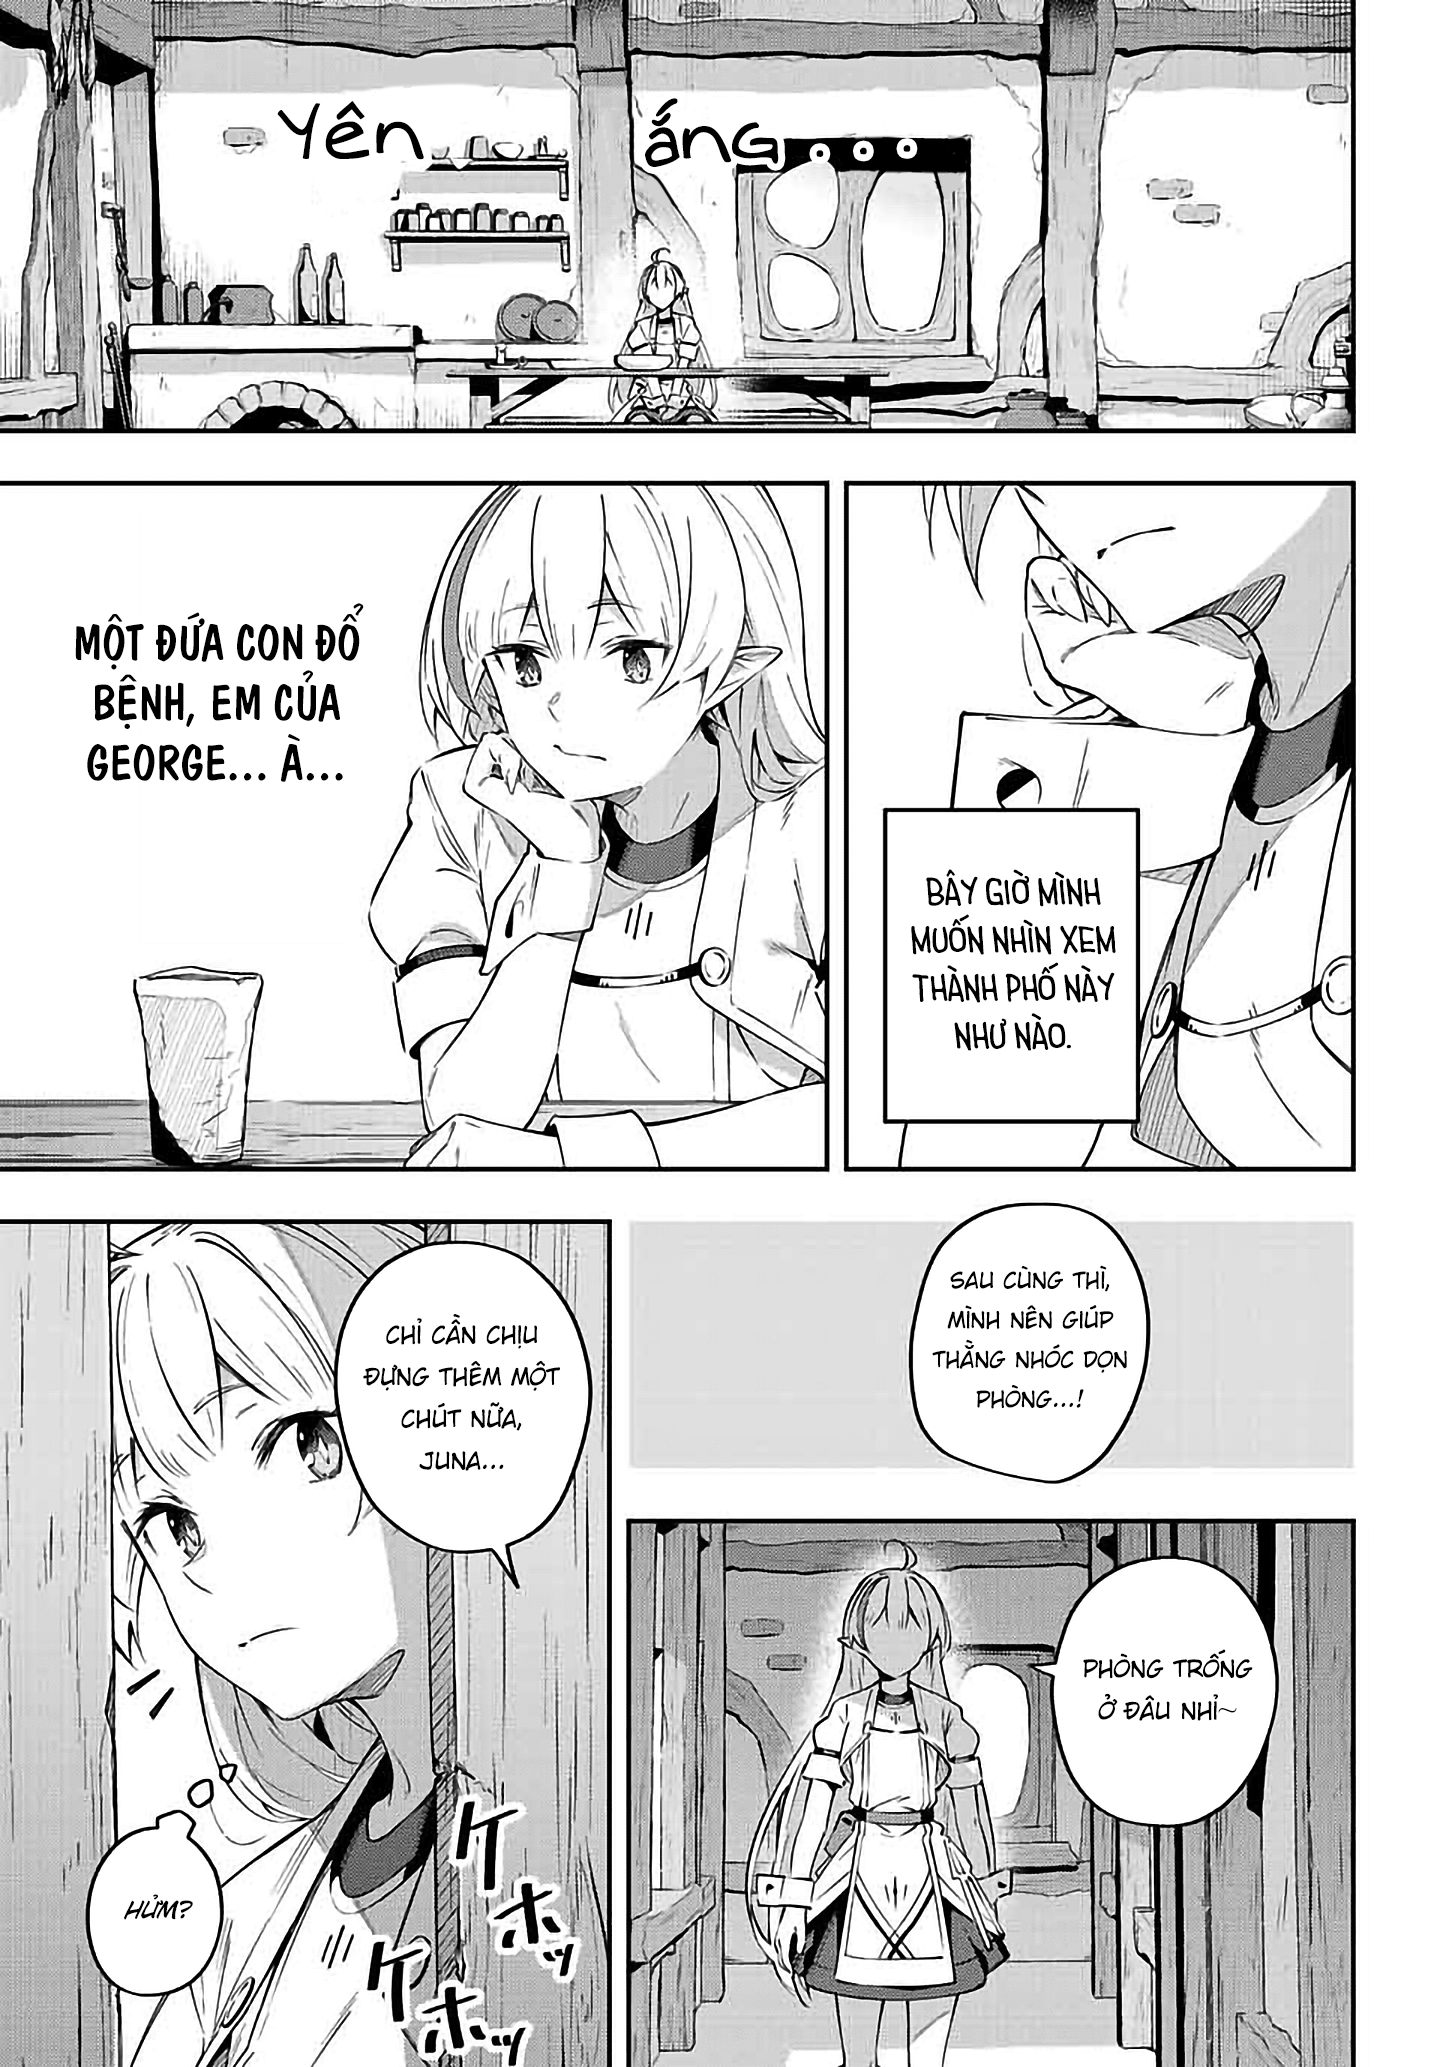 Yên ắng...
BÂY GIỜ MÌNH
MUỐN NHÌN XEM
THÀNH PHỐ NÀY
NHƯ NÀO.
MỘT ĐỨA CON ĐỔ
BỆNH, EM CỦA
GEORGE... À...
SAU CÙNG THÌ,
MÌNH NÊN GIÚP
THẰNG NHÓC DỌN
PHÒNG...!
PHÒNG TRỐNG
Ở ĐÂU NHỈ~
CHỈ CẦN CHỊU
ĐỰNG THÊM MỘT
CHÚT NỮA,
JUNA...
HỬM?
ケホッ
ケホッ